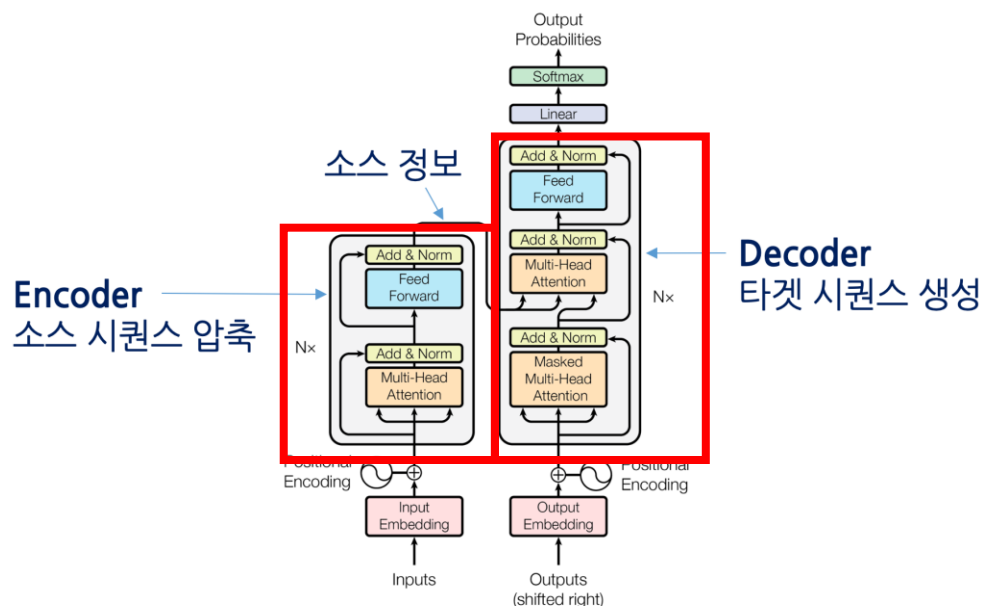 Output
Probabilities
Softmax
Linear
Add & Norm
Feed
Forward
Add & Norm
Multi-Head
Attention
Add & Norm
Masked
Multi-Head
Attention
Nx
Decoder
타겟 시퀀스 생성
소스 정보
Encoder
소스 시퀀스 압축
Nx
Add & Norm
Feed
Forward
Add & Norm
Multi-Head
Attention
Positional
Encoding
Input
Embedding
Inputs
Positional
Encoding
Output
Embedding
Outputs
(shifted right)